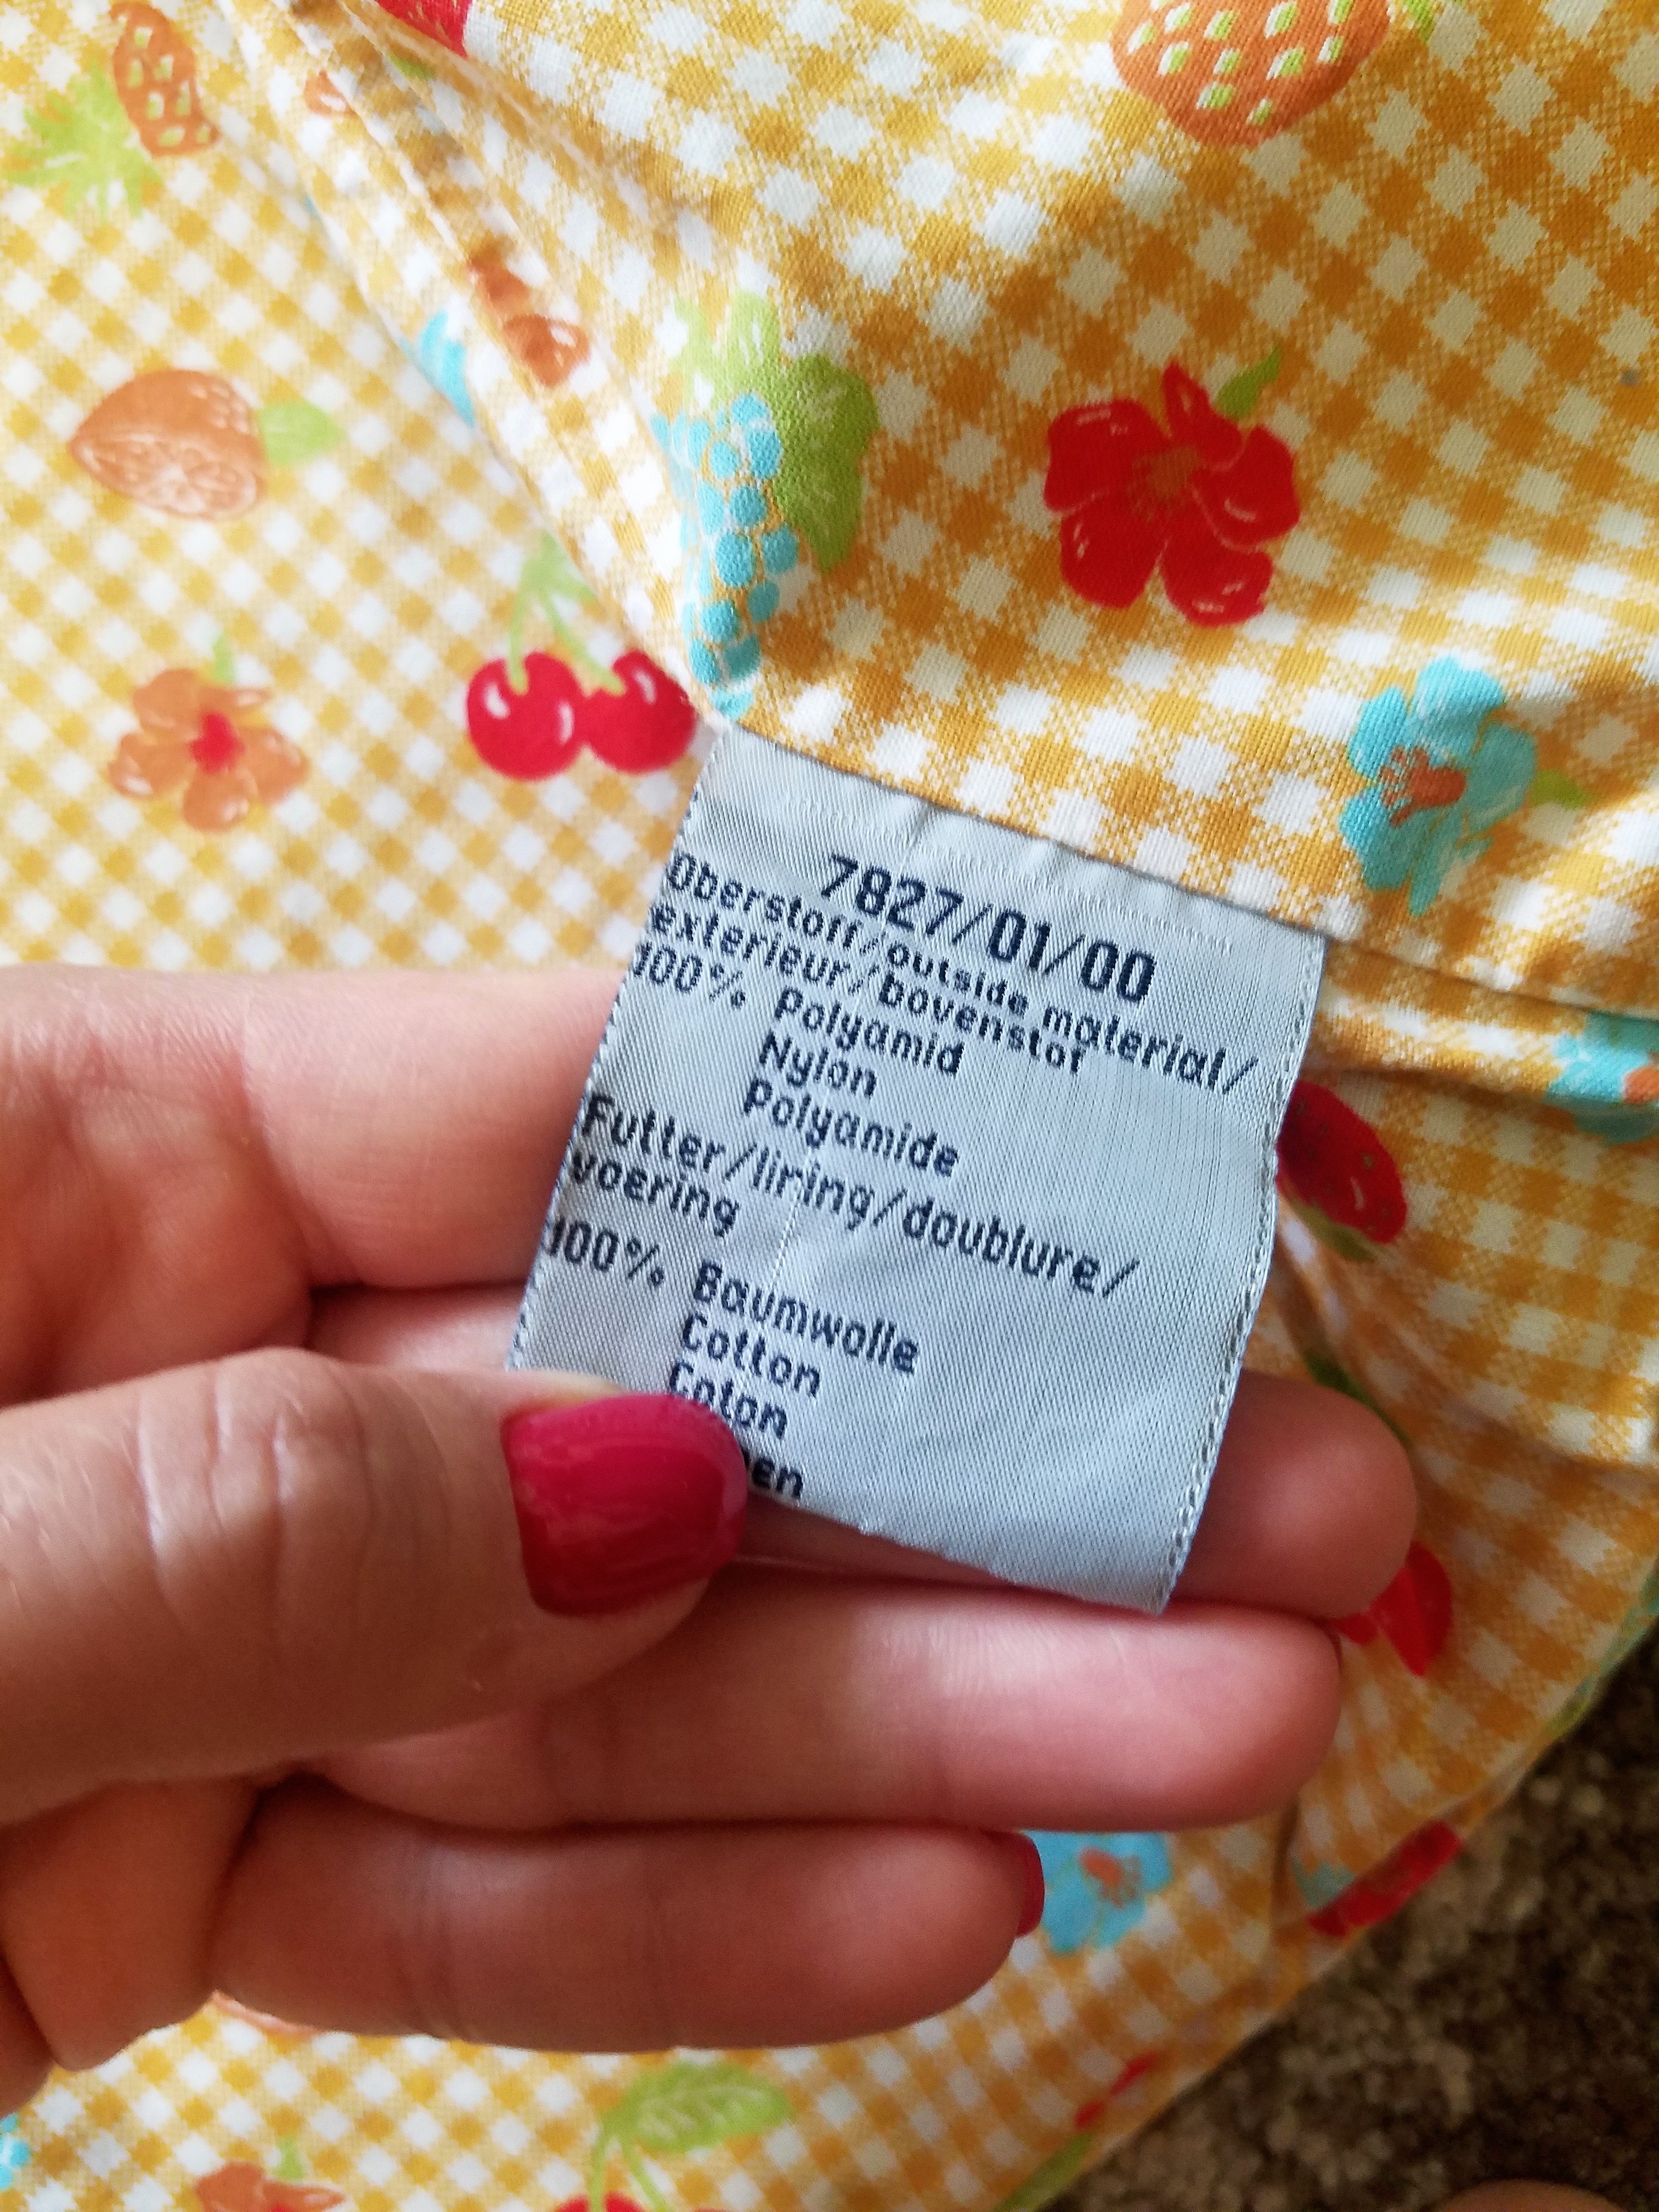 7827/01/00
Oberstoff/outside material/
exterieur/bovenstof
100% Polyamid
Nylon
Polyamide
Futter/lining/doublure/
voering
100% Baumwolle
Cotton
Coton